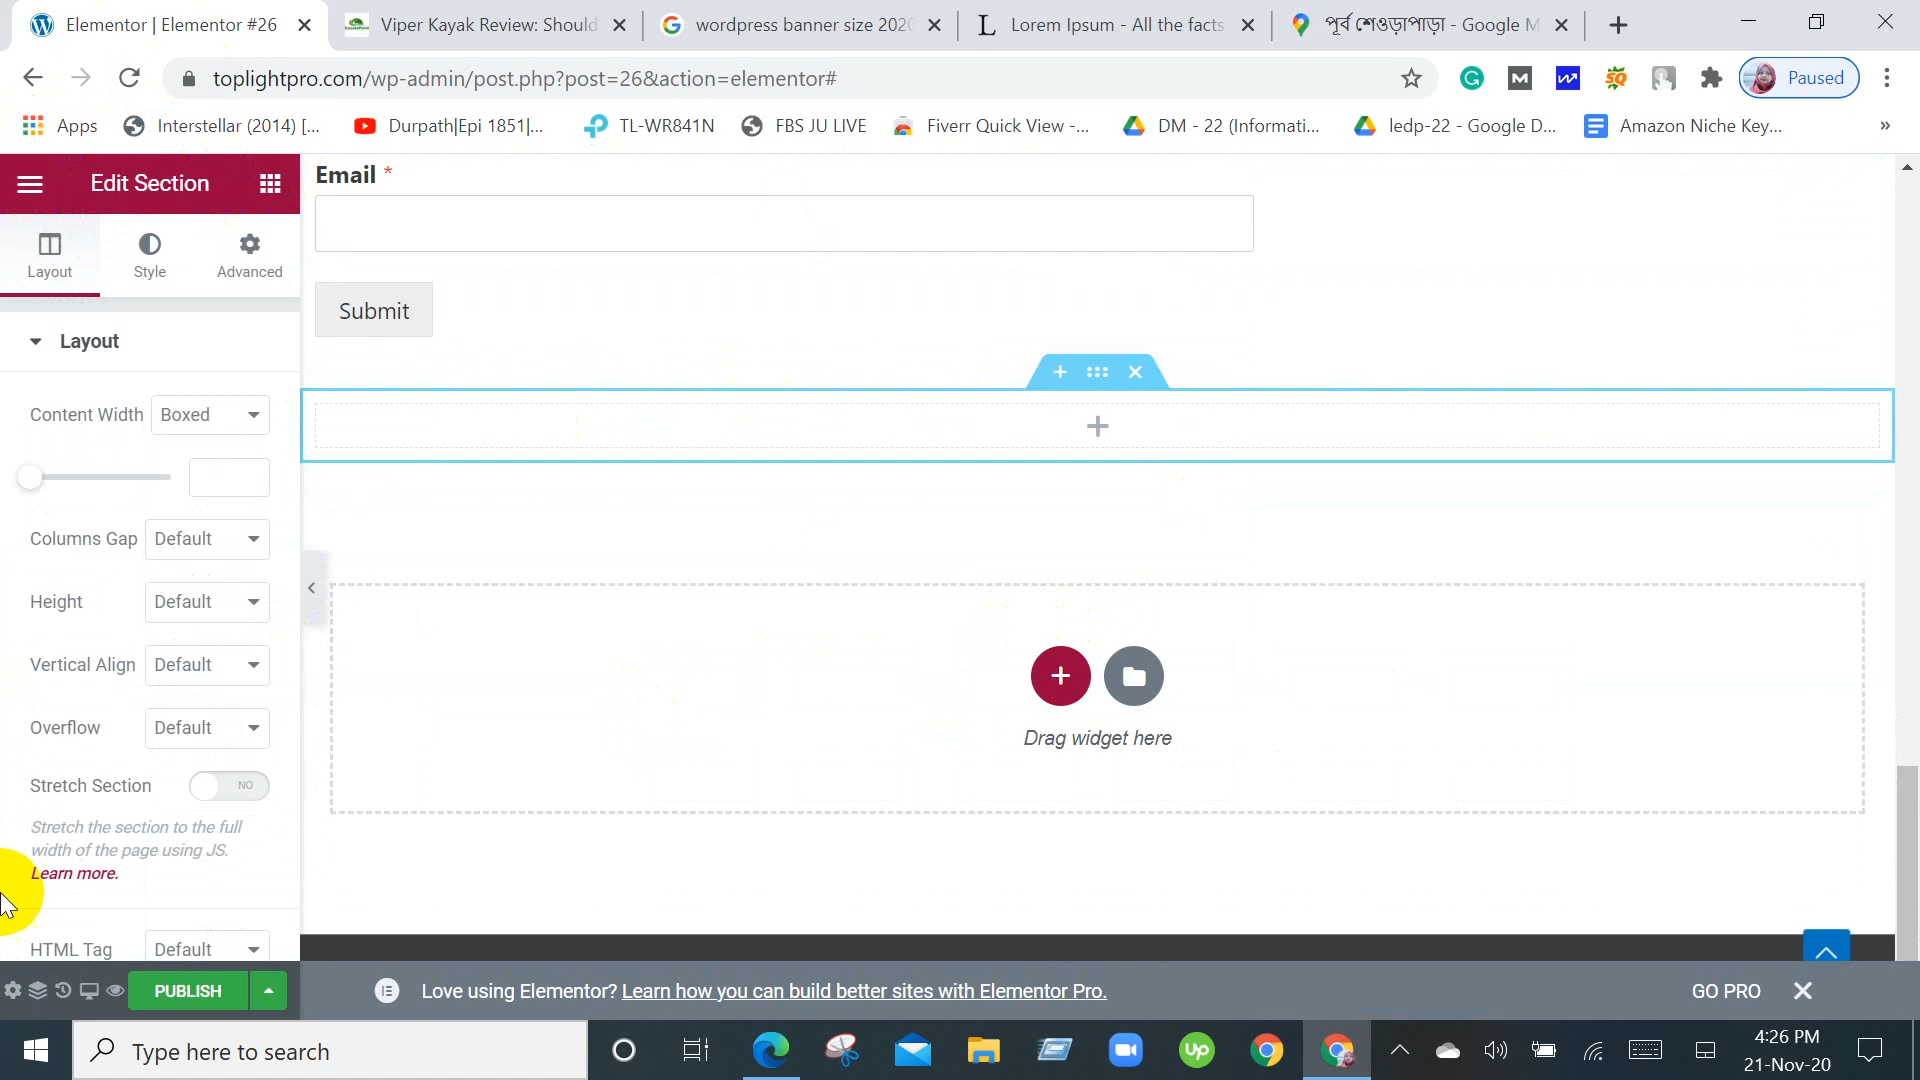 Elementor | Elementor #26
Viper Kayak Review: Should
wordpress banner size 2020
Lorem Ipsum - All the facts
পূর্ব শেওড়াপাড়া - Google M
toplightpro.com/wp-admin/post.php?post=26&action=elementor#
Paused
Apps
Interstellar (2014) [...
Durpath|Epi 1851|...
TL-WR841N
FBS JU LIVE
Fiverr Quick View -...
DM - 22 (Informati...
ledp-22 - Google D...
Amazon Niche Key...
»
Edit Section
Layout
Style
Advanced
Layout
Content Width
Boxed
Columns Gap
Default
Height
Default
Vertical Align
Default
Overflow
Default
Stretch Section
NO
Stretch the section to the full
width of the page using JS.
Learn more.
HTML Tag
Default
PUBLISH
Email *
Submit
Drag widget here
Love using Elementor? Learn how you can build better sites with Elementor Pro.
GO PRO
Type here to search
4:26 PM
21-Nov-20